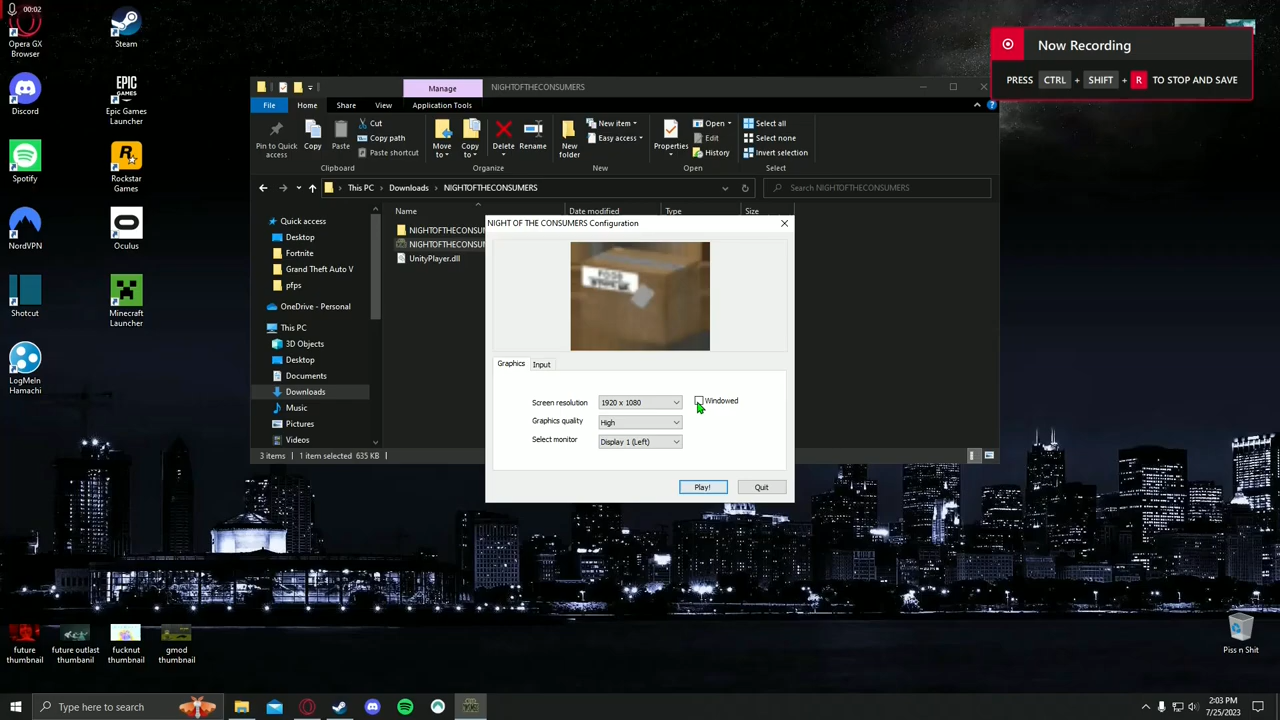 00:02
Opera GX
Browser
Steam
Discord
Epic Games
Launcher
Spotify
Rockstar
Games
NordVPN
Oculus
Shotcut
Minecraft
Launcher
LogMeIn
Hamachi
Now Recording
PRESS CTRL + SHIFT + R TO STOP AND SAVE
Manage
NIGHTOFTHECONSUMERS
File
Home
Share
View
Application Tools
Pin to Quick
access
Copy
Paste
Cut
Copy path
Paste shortcut
Clipboard
Move
to
Copy
to
Delete
Rename
Organize
New
folder
New item
Easy access
New
Properties
Open
Edit
History
Open
Select all
Select none
Invert selection
Select
This PC > Downloads > NIGHTOFTHECONSUMERS
Search NIGHTOFTHECONSUMERS
Name
Date modified
Type
Size
Quick access
Desktop
Fortnite
Grand Theft Auto V
pfps
OneDrive - Personal
This PC
3D Objects
Desktop
Documents
Downloads
Music
Pictures
Videos
NIGHTOFTHECONSU
NIGHTOFTHECONSU
UnityPlayer.dll
3 items
1 item selected 635 KB
NIGHT OF THE CONSUMERS Configuration
Graphics
Input
Screen resolution
1920 x 1080
Windowed
Graphics quality
High
Select monitor
Display 1 (Left)
Play!
Quit
future
thumbnail
future outlast
thumbnail
fucknut
thumbnail
gmod
thumbnail
Piss n Shit
Type here to search
2:03 PM
7/25/2023